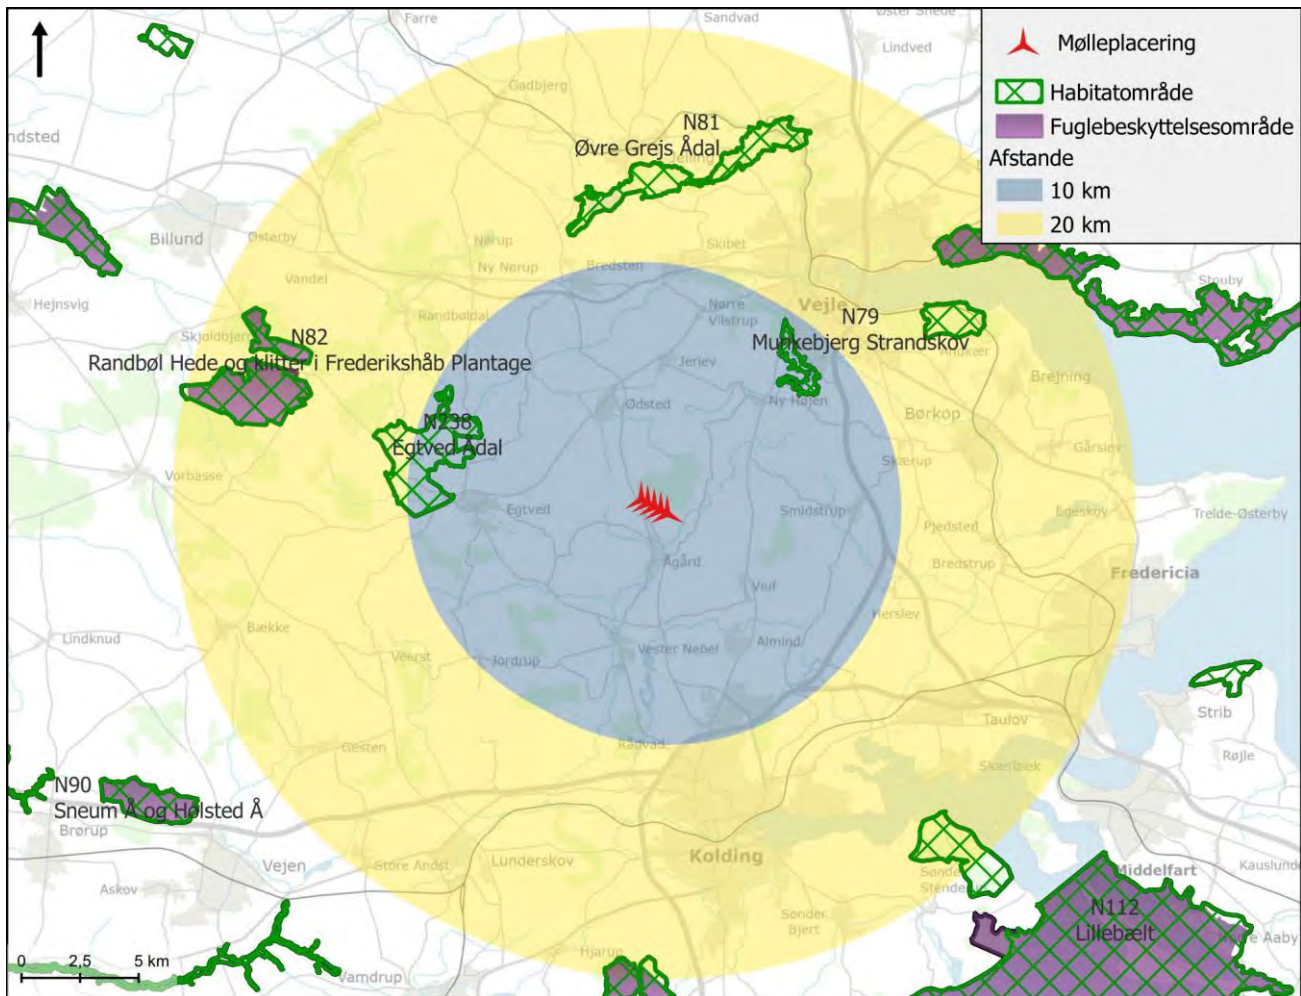 Farre
Sandvad
Øster Snede
Lindved
Gadbjerg
Mølleplacering
Habitatområde
Fuglebeskyttelsesområde
Afstande
10 km
20 km
N81
Øvre Grejs Ådal
Jelling
Billund
Østerby
Nørup
Ny Nørup
Bredsten
Skibet
Vandel
Stouby
Hejnsvig
Randbøldal
Nørre
Vilstrup
Vejle
N79
Munkebjerg Strandskov
N82
Randbøl Hede og klitter i Frederikshåb Plantage
Jerlev
Brejning
Ødsted
Ny Højen
Børkop
N238
Egtved Ådal
Gårslev
Skærup
Vorbasse
Egtved
Smidstrup
Egeskov
Trelde-Østerby
Pjedsted
Bredstrup
Ågård
Fredericia
Viuf
Herslev
Bække
Lindknud
Veerst
Jordrup
Vester Nebel
Almind
Strib
Taulov
Gesten
Rådvad
Røjle
Skærbæk
N90
Sneum Å og Holsted Å
Brørup
Vejen
Store Andst
Lunderskov
Kolding
Middelfart
Askov
N112
Lillebælt
Sønder
Bjert
Hjarup
Vamdrup
0 2,5 5 km